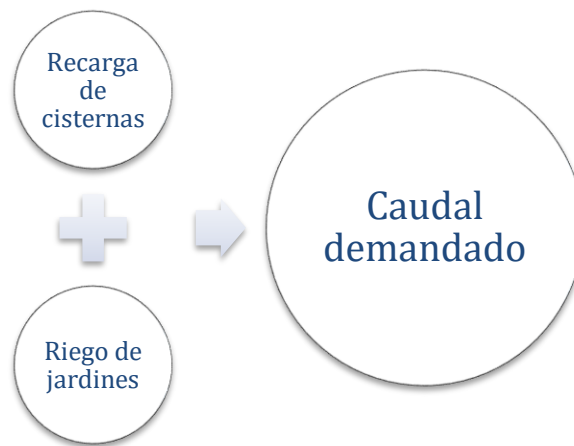 Recarga
de
cisternas
Riego de
jardines
Caudal
demandado